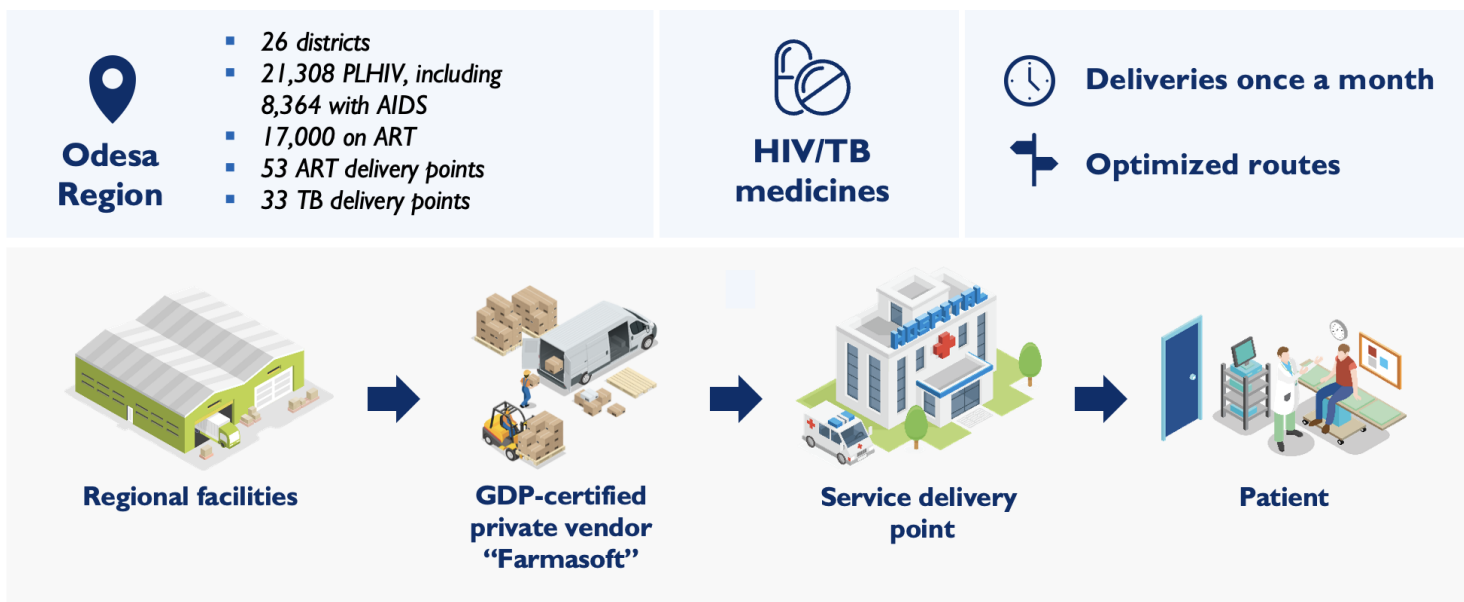 Odesa
Region
26 districts
21,308 PLHIV, including
8,364 with AIDS
17,000 on ART
53 ART delivery points
33 TB delivery points
HIV/TB
medicines
Deliveries once a month
Optimized routes
HOSPITAL
Regional facilities
GDP-certified
private vendor
“Farmasoft”
Service delivery
point
Patient